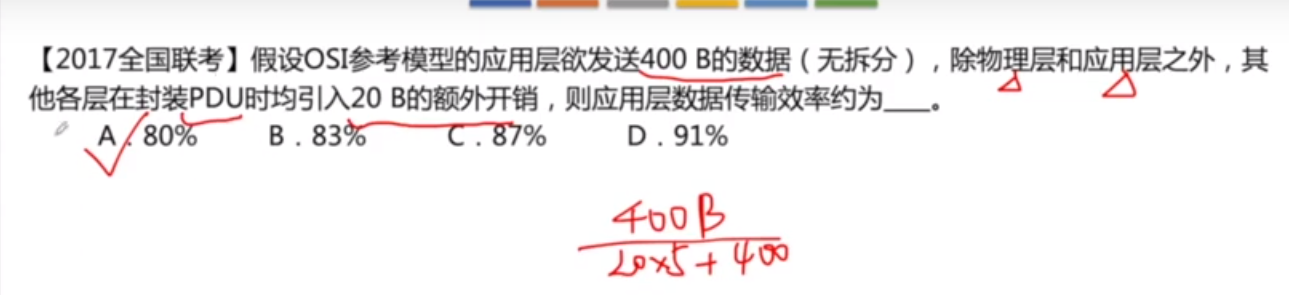 【2017全国联考】假设OSI参考模型的应用层欲发送400 B的数据（无拆分），除物理层和应用层之外，其
他各层在封装PDU时均引入20 B的额外开销，则应用层数据传输效率约为____。
A．80% B．83% C．87% D．91%
400B
20×5+400